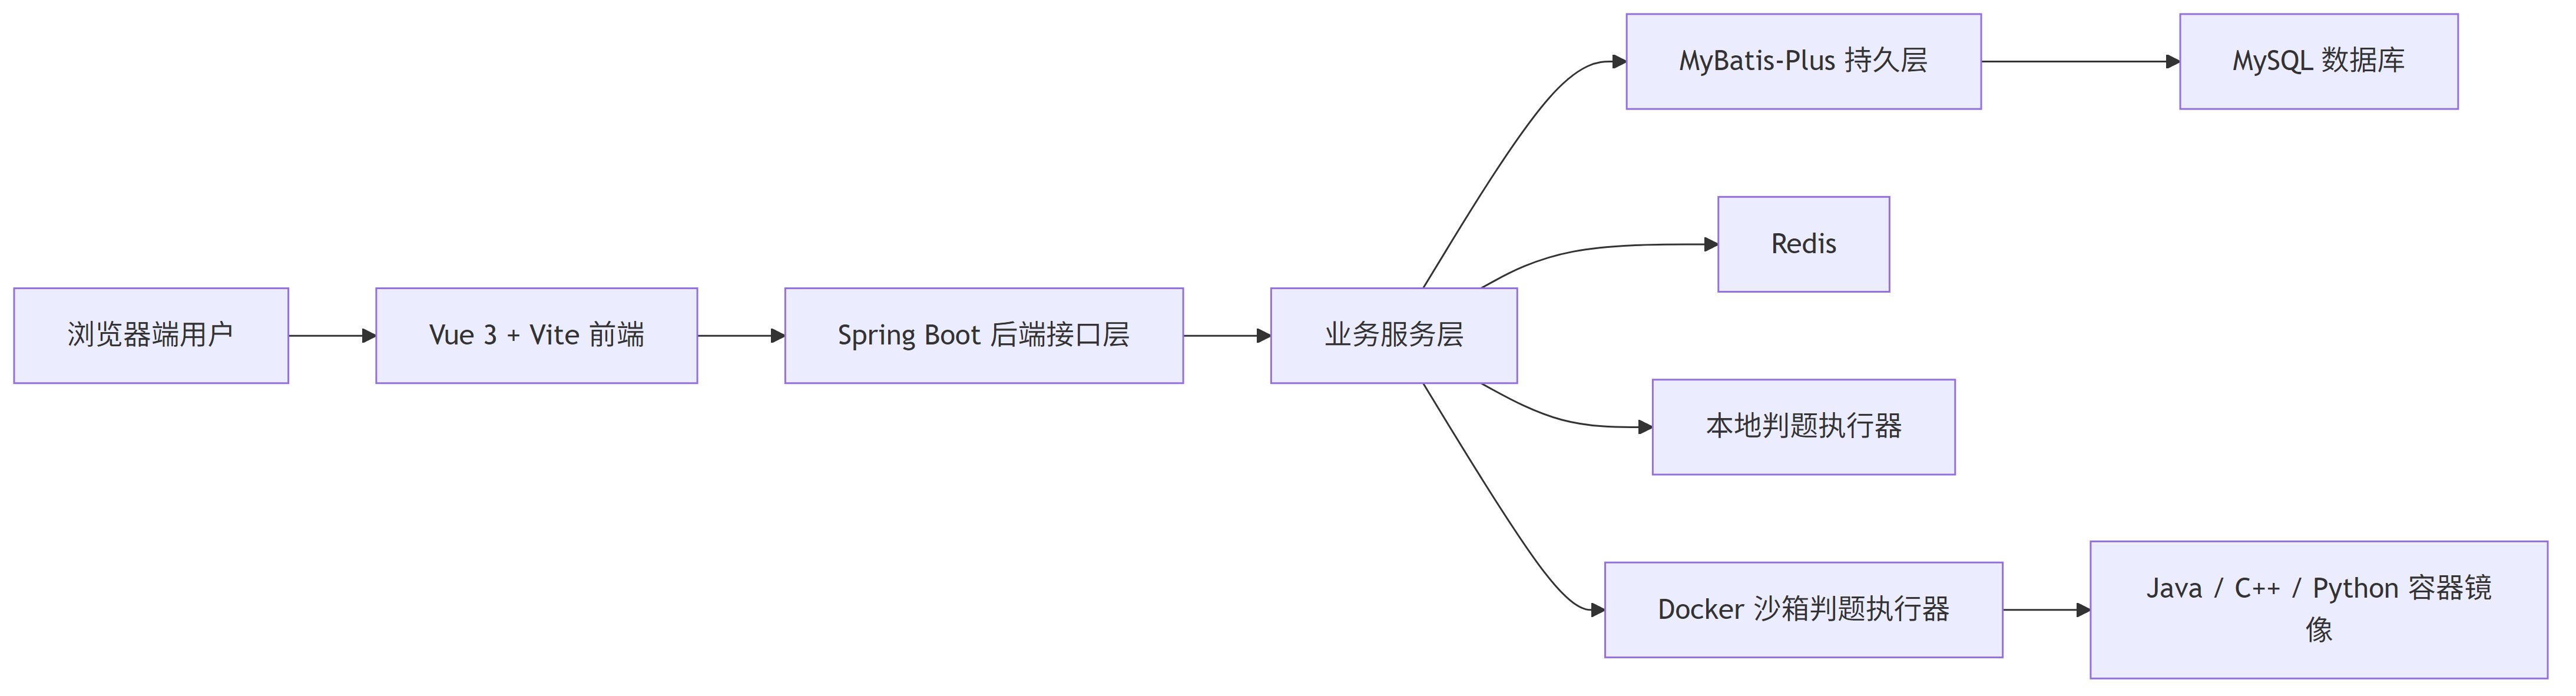 浏览器端用户
Vue 3 + Vite 前端
Spring Boot 后端接口层
业务服务层
MyBatis-Plus 持久层
MySQL 数据库
Redis
本地判题执行器
Docker 沙箱判题执行器
Java / C++ / Python 容器镜
像